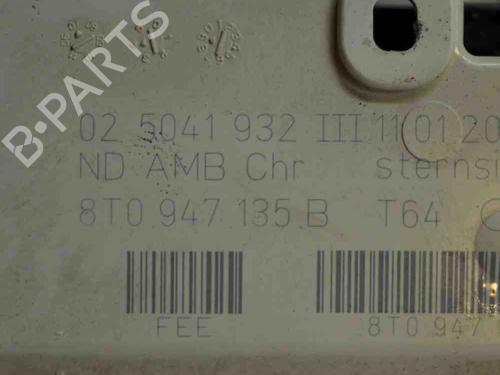 B-PARTS
02 5041 932 III 11 01 20
ND AMB Chr sternsi
8T0 947 135 B T64
FEE 8T0 947